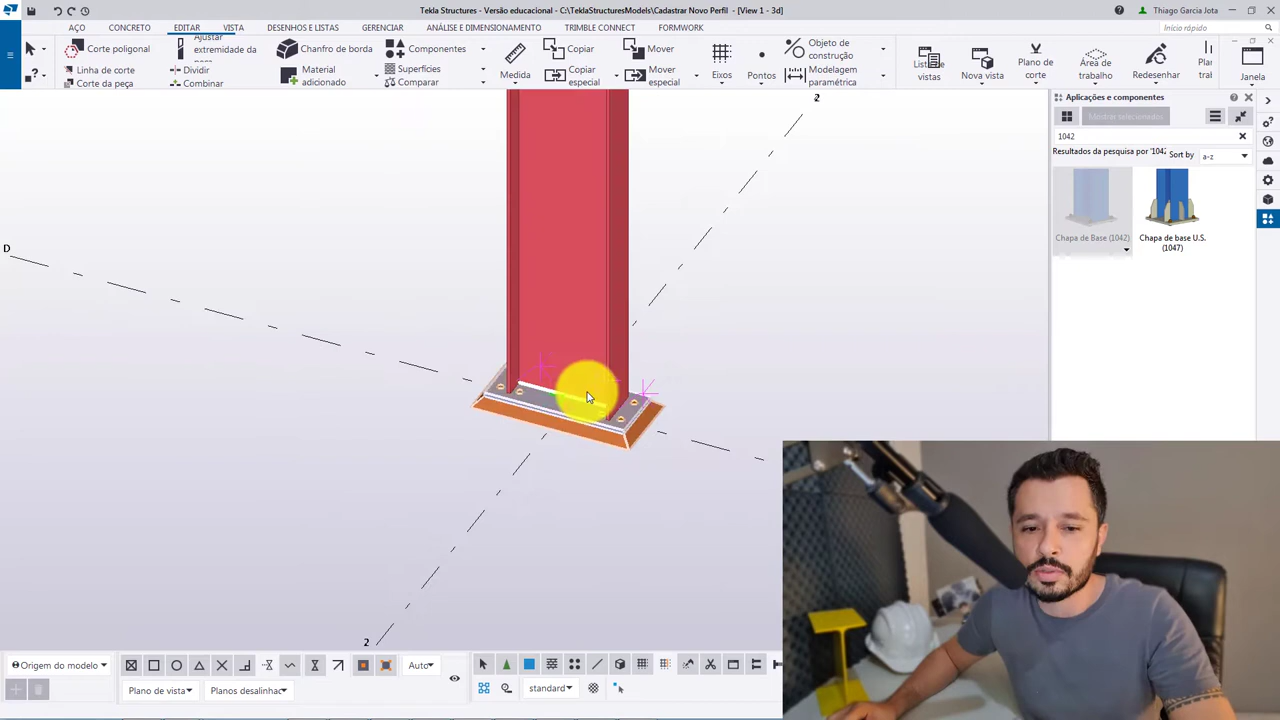 Tekla Structures - Versão educacional - C:\TeklaStructuresModels\Cadastrar Novo Perfil - [View 1 - 3d]
Thiago Garcia Jota
AÇO
CONCRETO
EDITAR
VISTA
DESENHOS E LISTAS
GERENCIAR
ANÁLISE E DIMENSIONAMENTO
TRIMBLE CONNECT
FORMWORK
Início rápido
Corte poligonal
Linha de corte
Corte da peça
Ajustar
extremidade da
Dividir
Combinar
Chanfro de borda
Material
adicionado
Componentes
Superfícies
Comparar
Medida
Copiar
Copiar
especial
Mover
Mover
especial
Eixos
Pontos
Objeto de
construção
Modelagem
paramétrica
vistas
Nova vista
Plano de
corte
Área de
trabalho
Redesenhar
Janela
Aplicações e componentes
Mostrar selecionados
1042
Resultados da pesquisa por '1042
Sort by
a-z
Chapa de Base (1042)
Chapa de base U.S.
(1047)
2
D
2
Origem do modelo
Auto
Plano de vista
Planos desalinhac
standard